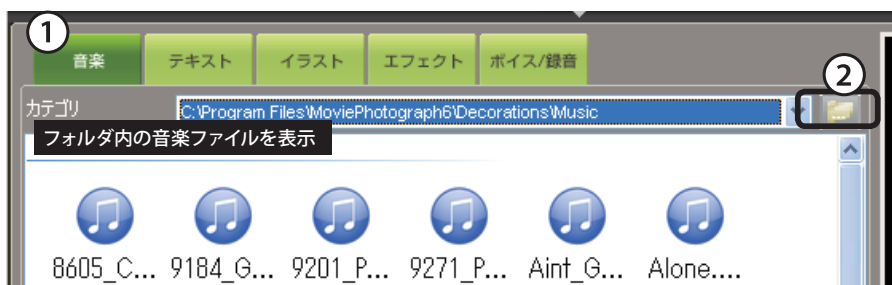 ①
音楽 テキスト イラスト エフェクト ボイス/録音
②
カテゴリ C:\Program Files\MoviePhotograph6\Decorations\Music
フォルダ内の音楽ファイルを表示
8605_C... 9184_G... 9201_P... 9271_P... Aint_G... Alone....